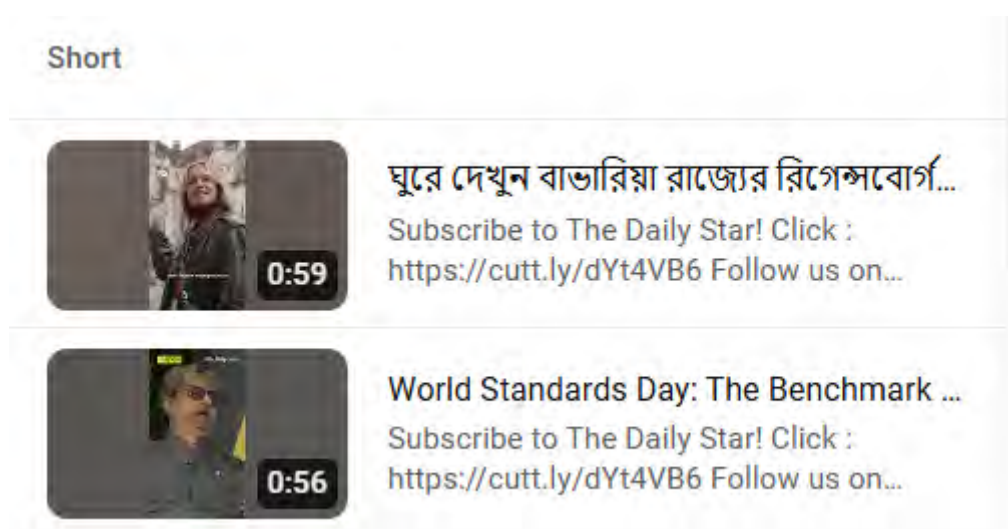 Short
ঘুরে দেখুন বাভারিয়া রাজ্যের রিগেন্সবোর্গ...
Subscribe to The Daily Star! Click :
https://cutt.ly/dYt4VB6 Follow us on...
0:59
World Standards Day: The Benchmark ...
Subscribe to The Daily Star! Click :
https://cutt.ly/dYt4VB6 Follow us on...
0:56